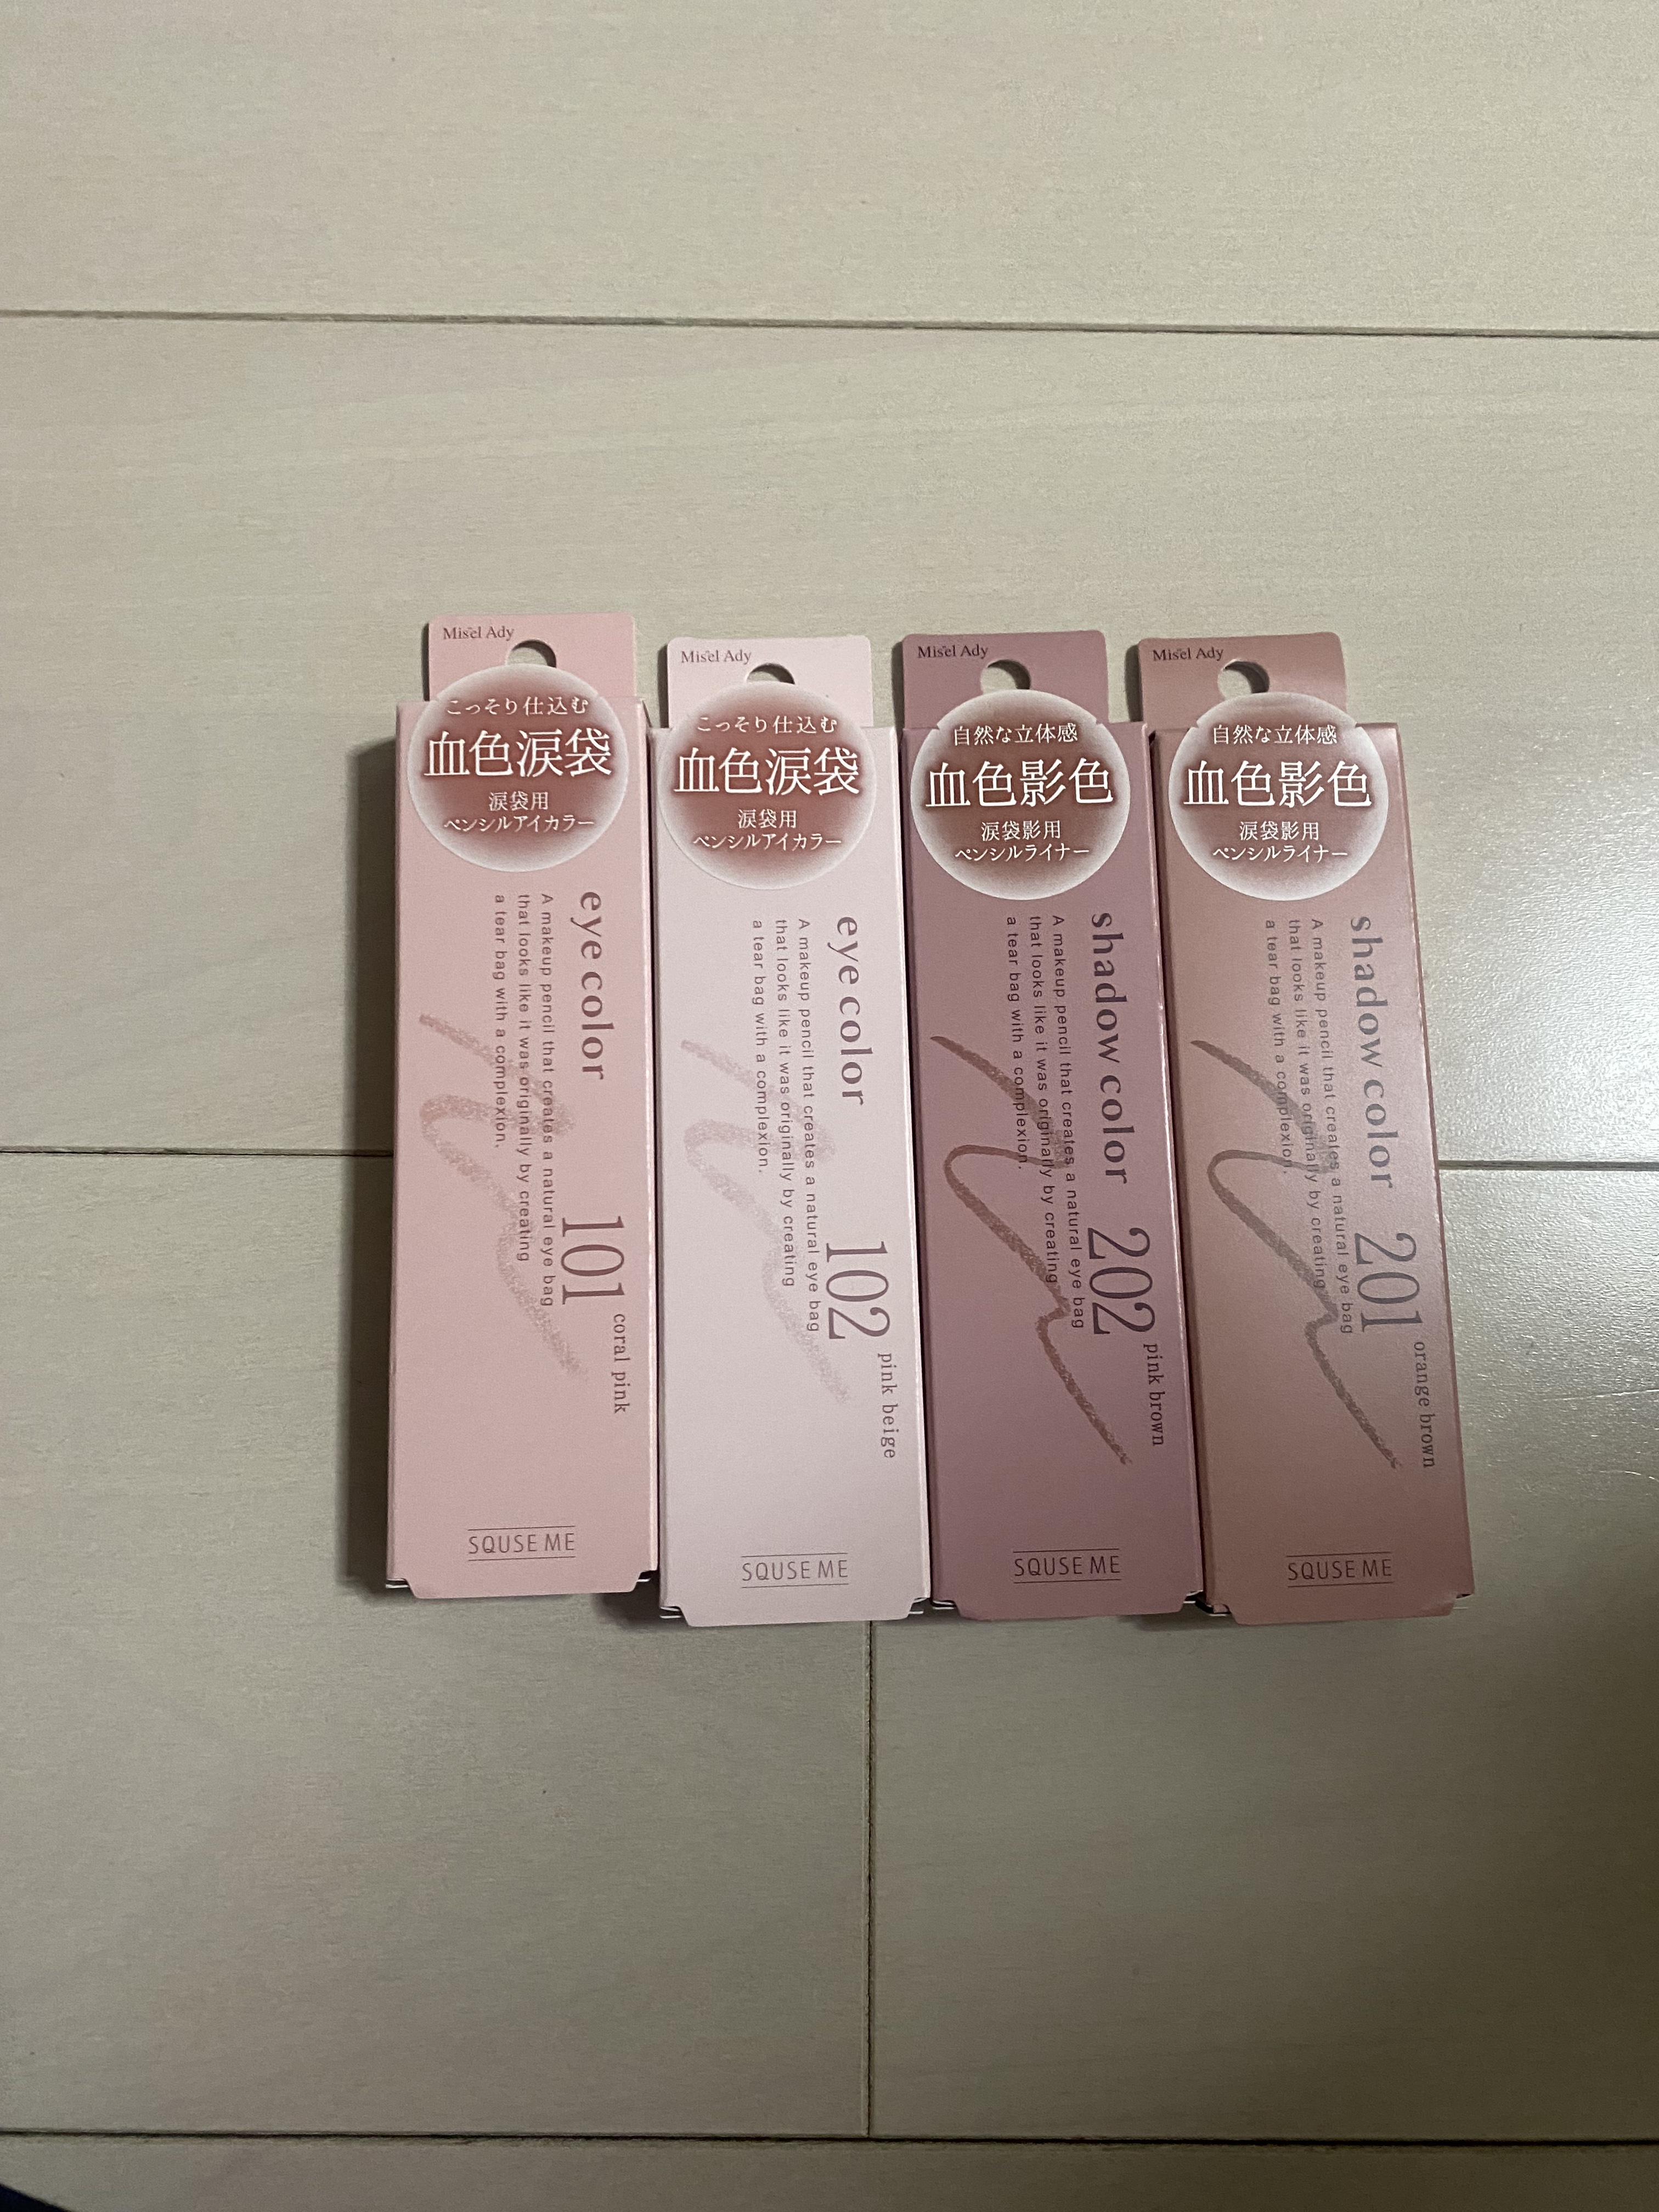 Misel Ady
こっそり仕込む
血色涙袋
涙袋用
ペンシルアイカラー
eye color
A makeup pencil that creates a natural eye bag
that looks like it was originally by creating
a tear bag with a complexion.
101
coral pink
SQUSE ME
Misel Ady
こっそり仕込む
血色涙袋
涙袋用
ペンシルアイカラー
eye color
A makeup pencil that creates a natural eye bag
that looks like it was originally by creating
a tear bag with a complexion.
102
pink beige
SQUSE ME
Misel Ady
自然な立体感
血色影色
涙袋影用
ペンシルライナー
shadow color
A makeup pencil that creates a natural eye bag
that looks like it was originally by creating
a tear bag with a complexion.
202
pink brown
SQUSE ME
Misel Ady
自然な立体感
血色影色
涙袋影用
ペンシルライナー
shadow color
A makeup pencil that creates a natural eye bag
that looks like it was originally by creating
a tear bag with a complexion.
201
orange brown
SQUSE ME